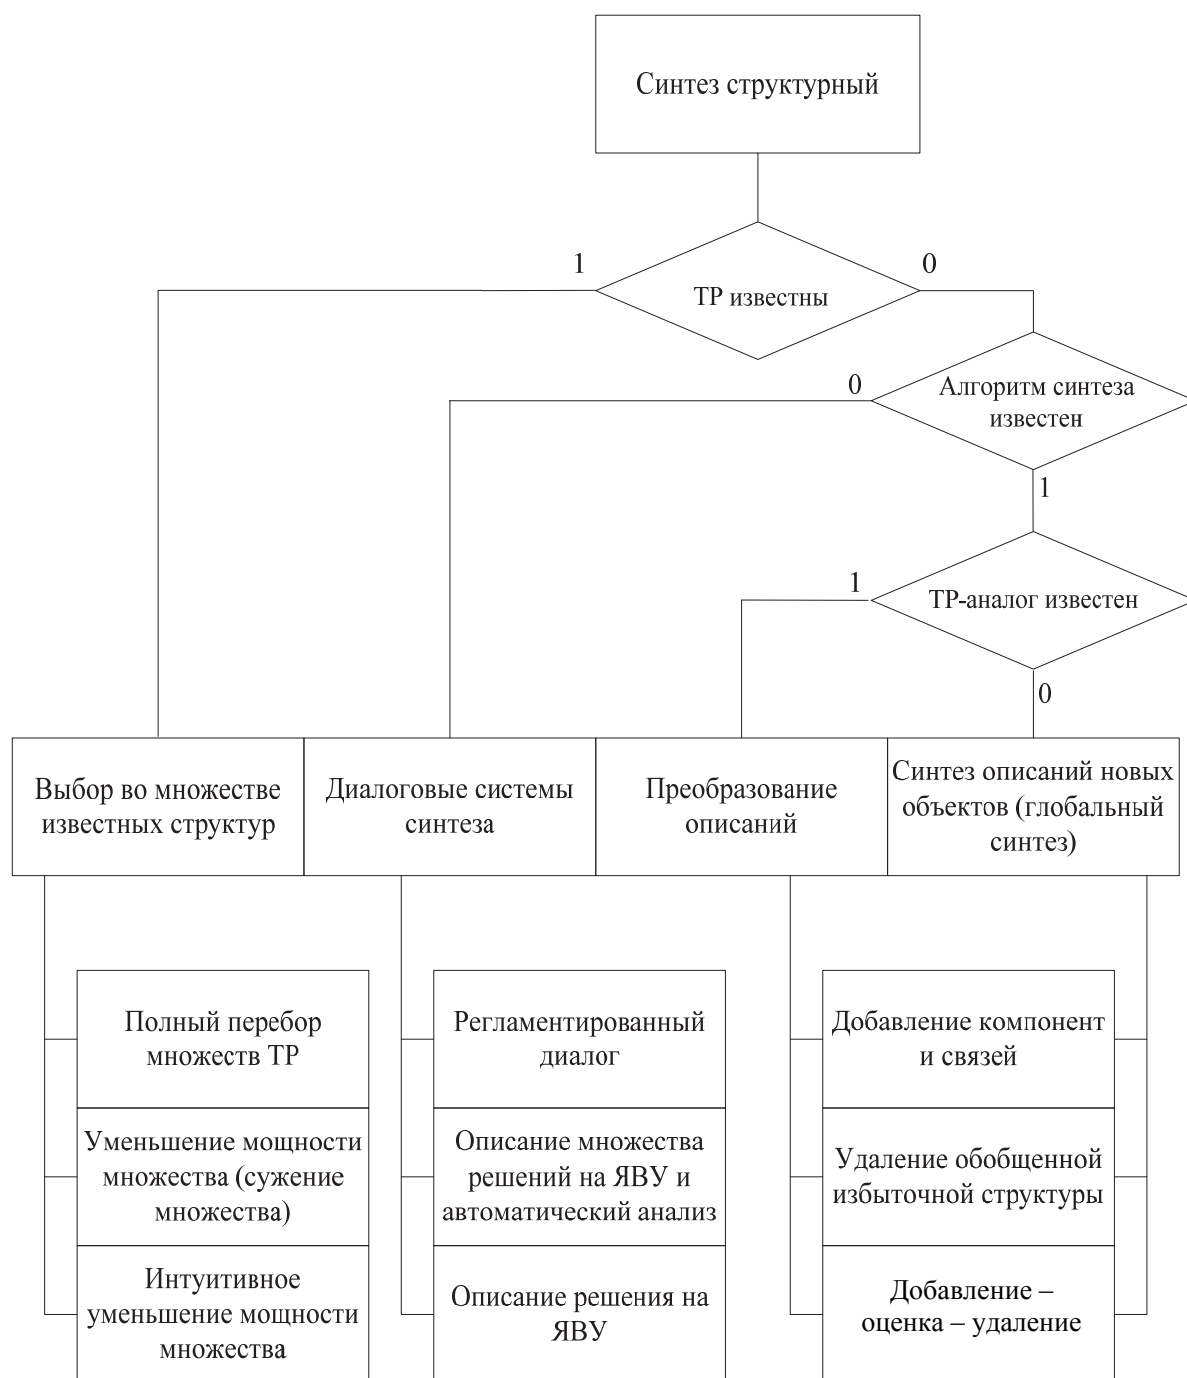 Синтез структурный
1
0
ТР известны
0
Алгоритм синтеза
известен
1
1
ТР-аналог известен
0
Выбор во множестве
известных структур
Диалоговые системы
синтеза
Преобразование
описаний
Синтез описаний новых
объектов (глобальный
синтез)
Полный перебор
множеств ТР
Регламентированный
диалог
Добавление компонент
и связей
Уменьшение мощности
множества (сужение
множества)
Описание множества
решений на ЯВУ и
автоматический анализ
Удаление обобщенной
избыточной структуры
Интуитивное
уменьшение мощности
множества
Описание решения на
ЯВУ
Добавление –
оценка – удаление